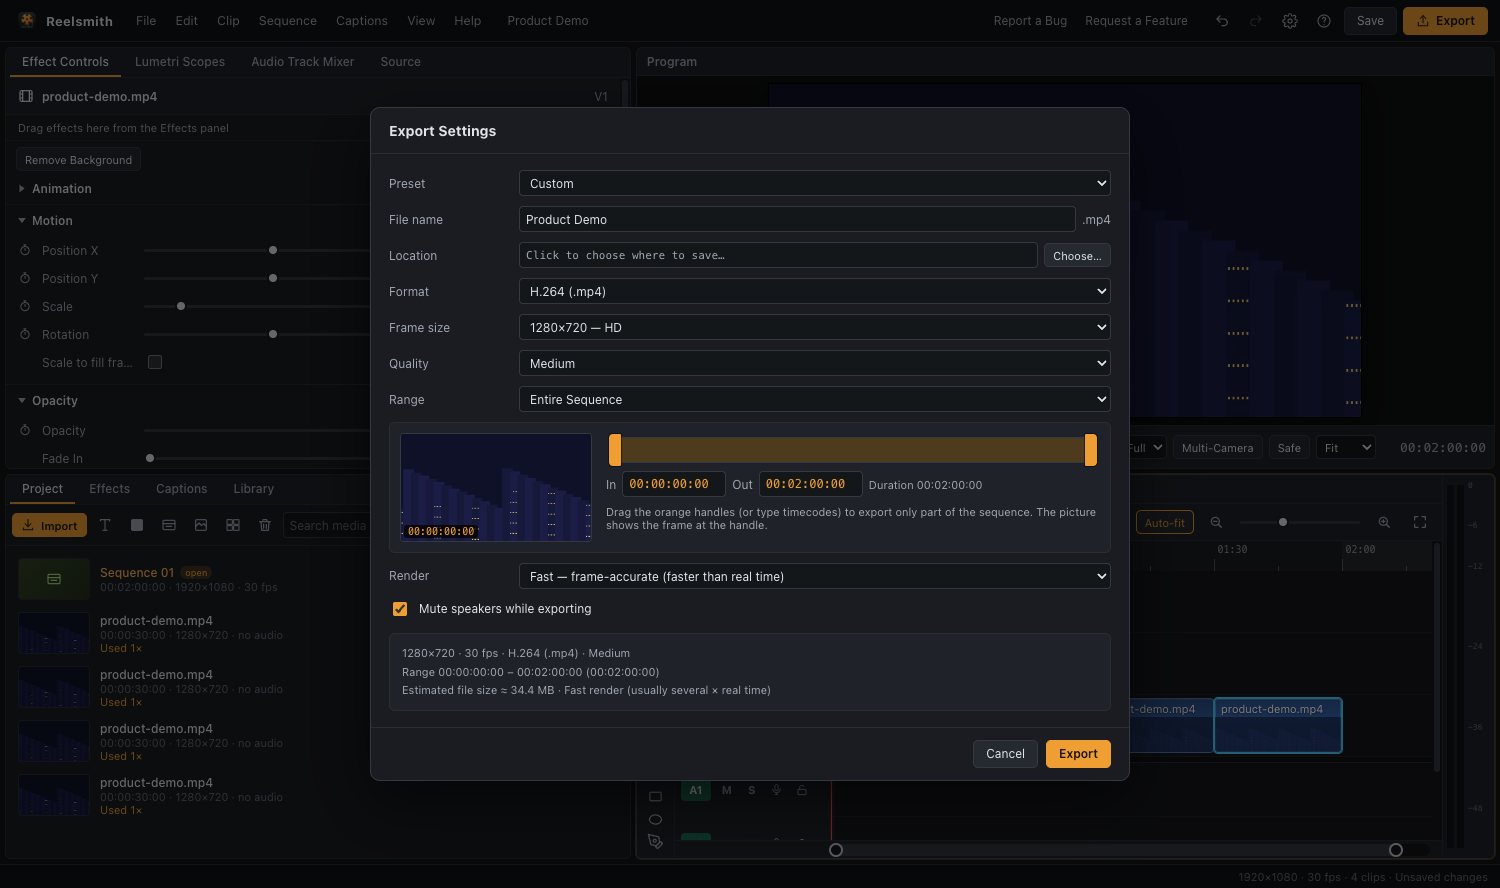 Reelsmith File Edit Clip Sequence Captions View Help Product Demo Report a Bug Request a Feature Save Export
Effect Controls Lumetri Scopes Audio Track Mixer Source
product-demo.mp4 V1
Drag effects here from the Effects panel
Remove Background
Animation
Motion
Position X
Position Y
Scale
Rotation
Scale to fill fra...
Opacity
Opacity
Fade In
Program
Full Multi-Camera Safe Fit 00:02:00:00
Export Settings
Preset Custom
File name Product Demo .mp4
Location Click to choose where to save… Choose...
Format H.264 (.mp4)
Frame size 1280×720 — HD
Quality Medium
Range Entire Sequence
00:00:00:00
In 00:00:00:00 Out 00:02:00:00 Duration 00:02:00:00
Drag the orange handles (or type timecodes) to export only part of the sequence. The picture
shows the frame at the handle.
Render Fast — frame-accurate (faster than real time)
Mute speakers while exporting
1280×720 · 30 fps · H.264 (.mp4) · Medium
Range 00:00:00:00 – 00:02:00:00 (00:02:00:00)
Estimated file size ≈ 34.4 MB · Fast render (usually several × real time)
Cancel Export
Project Effects Captions Library
Import Search media
Sequence 01 open
00:02:00:00 · 1920×1080 · 30 fps
product-demo.mp4
00:00:30:00 · 1280×720 · no audio
Used 1×
product-demo.mp4
00:00:30:00 · 1280×720 · no audio
Used 1×
product-demo.mp4
00:00:30:00 · 1280×720 · no audio
Used 1×
product-demo.mp4
00:00:30:00 · 1280×720 · no audio
Used 1×
Auto-fit
01:30 02:00
t-demo.mp4 product-demo.mp4
A1 M S
0
-6
-12
-24
-36
-48
1920×1080 · 30 fps · 4 clips · Unsaved changes